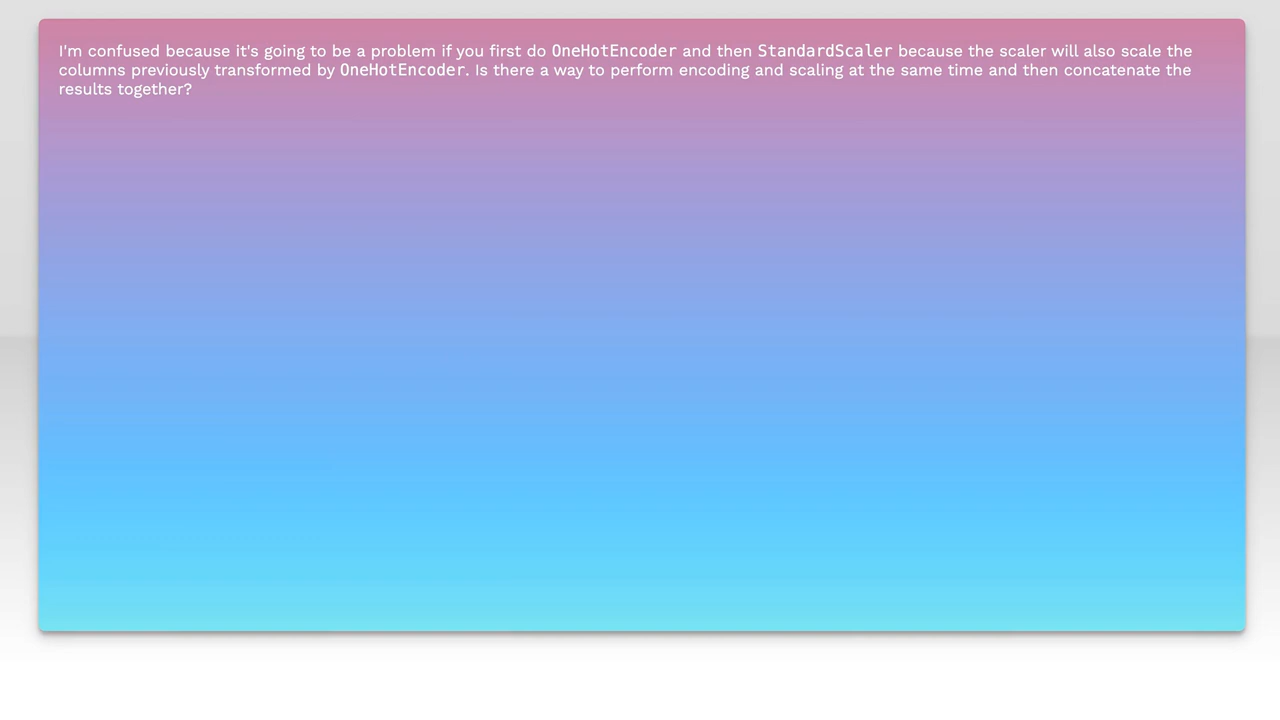 I'm confused because it's going to be a problem if you first do OneHotEncoder and then StandardScaler because the scaler will also scale the
columns previously transformed by OneHotEncoder. Is there a way to perform encoding and scaling at the same time and then concatenate the
results together?